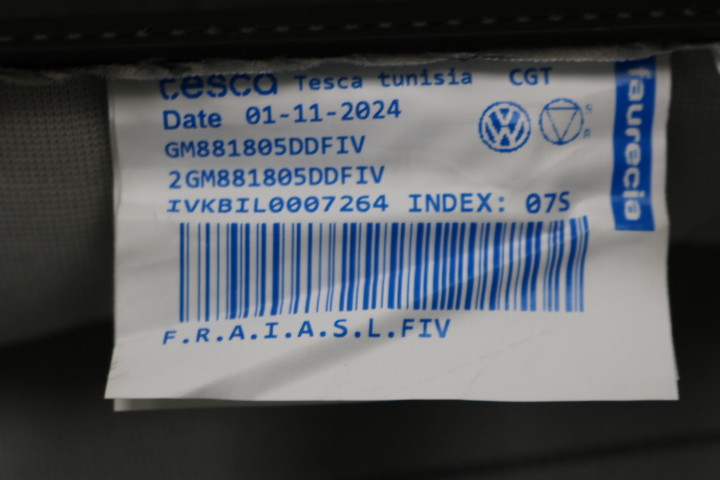 tesca Tesca tunisia CGT
Date 01-11-2024
GM881805DDFIV
2GM881805DDFIV
IVKBIL0007264 INDEX: 07S
F.R.A.I.A.S.L.FIV
faurecia